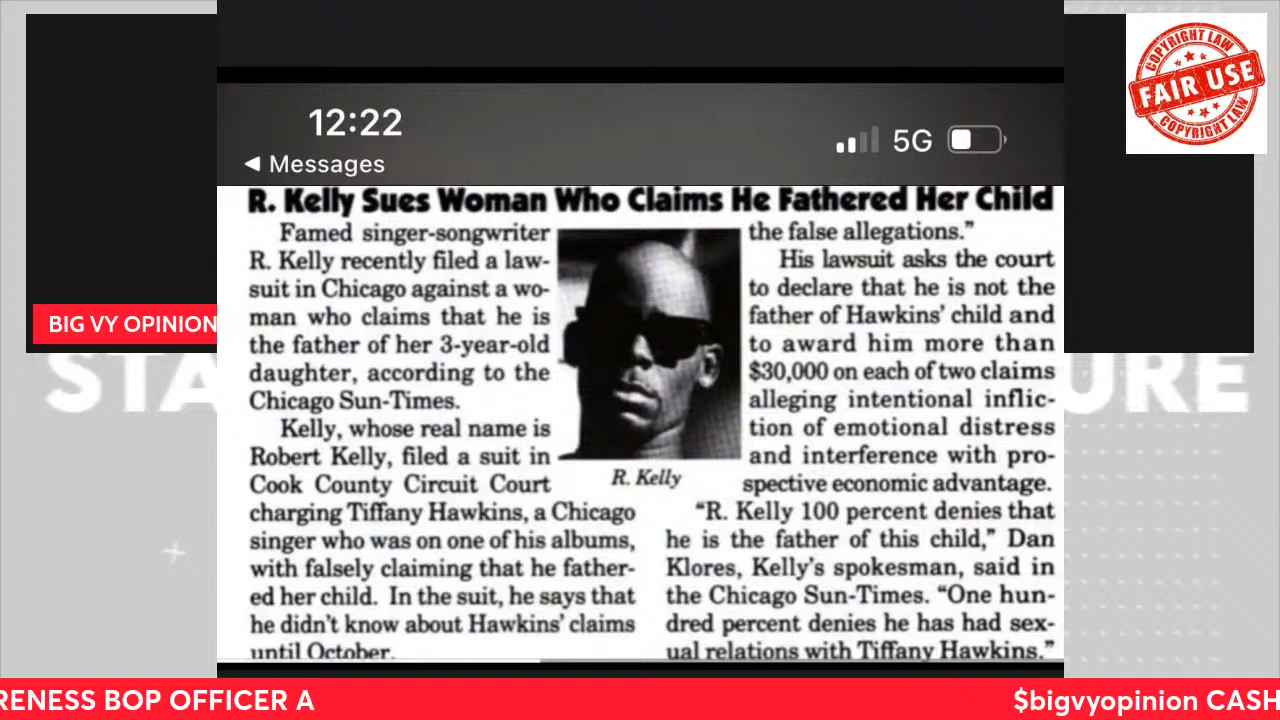 COPYRIGHT LAW
FAIR USE
COPYRIGHT LAW
12:22
5G
◀ Messages
R. Kelly Sues Woman Who Claims He Fathered Her Child
Famed singer-songwriter
R. Kelly recently filed a law-
suit in Chicago against a wo-
man who claims that he is
the father of her 3-year-old
daughter, according to the
Chicago Sun-Times.
Kelly, whose real name is
Robert Kelly, filed a suit in
Cook County Circuit Court
charging Tiffany Hawkins, a Chicago
singer who was on one of his albums,
with falsely claiming that he father-
ed her child. In the suit, he says that
he didn't know about Hawkins' claims
until October.
R. Kelly
the false allegations."
His lawsuit asks the court
to declare that he is not the
father of Hawkins' child and
to award him more than
$30,000 on each of two claims
alleging intentional inflic-
tion of emotional distress
and interference with pro-
spective economic advantage.
"R. Kelly 100 percent denies that
he is the father of this child," Dan
Klores, Kelly's spokesman, said in
the Chicago Sun-Times. "One hun-
dred percent denies he has had sex-
ual relations with Tiffany Hawkins."
BIG VY OPINION
STA
URE
RENESS BOP OFFICER A
$bigvyopinion CASH